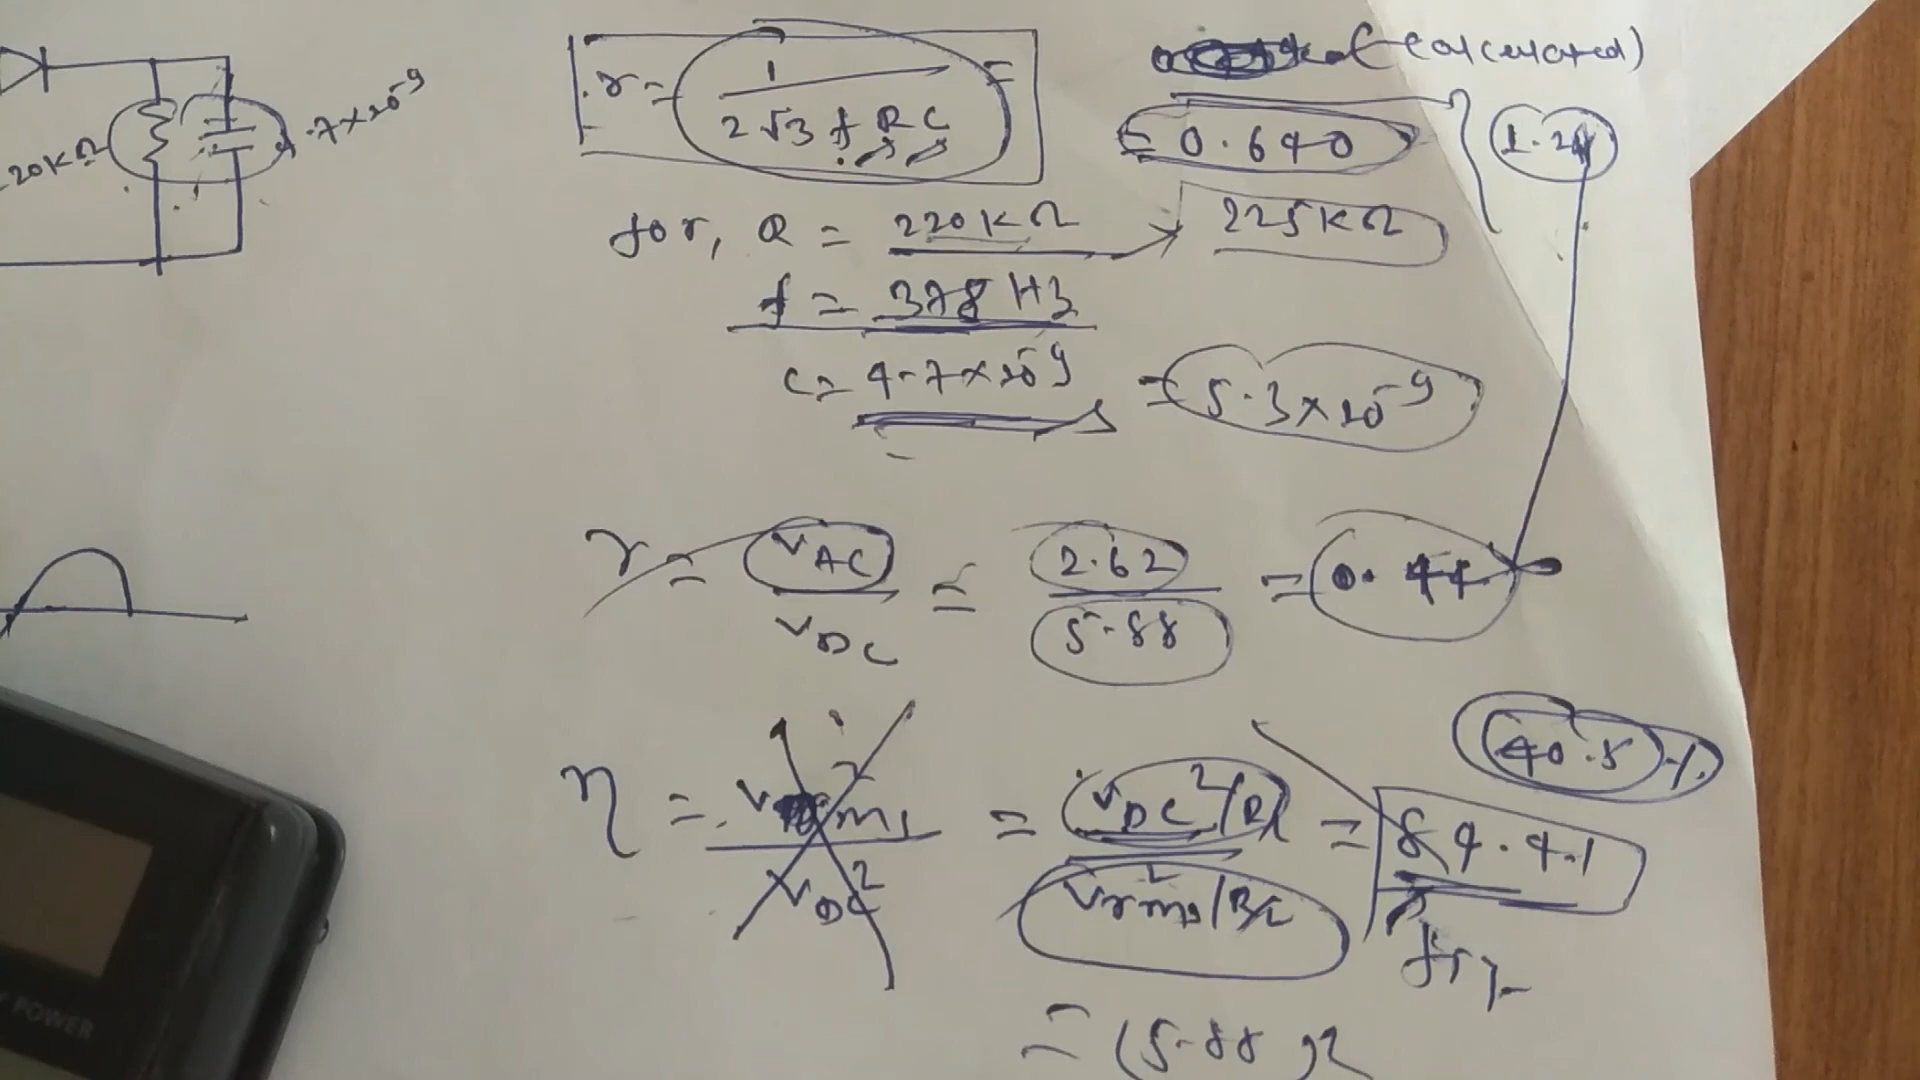 (calculated)
r = 1 / 2√3 f RC =
= 0.640
1.21
20KΩ
.7×10⁻⁹
for, R = 220KΩ → 225KΩ
f = 378 Hz
C = 4.7×10⁻⁹ = 5.3×10⁻⁹
r = VAC / VDC = 2.62 / 5.88 = 0.44
40.5%
η = VDC²/RL / Vrms²/RL = 84.4%
POWER
= (5.88)2